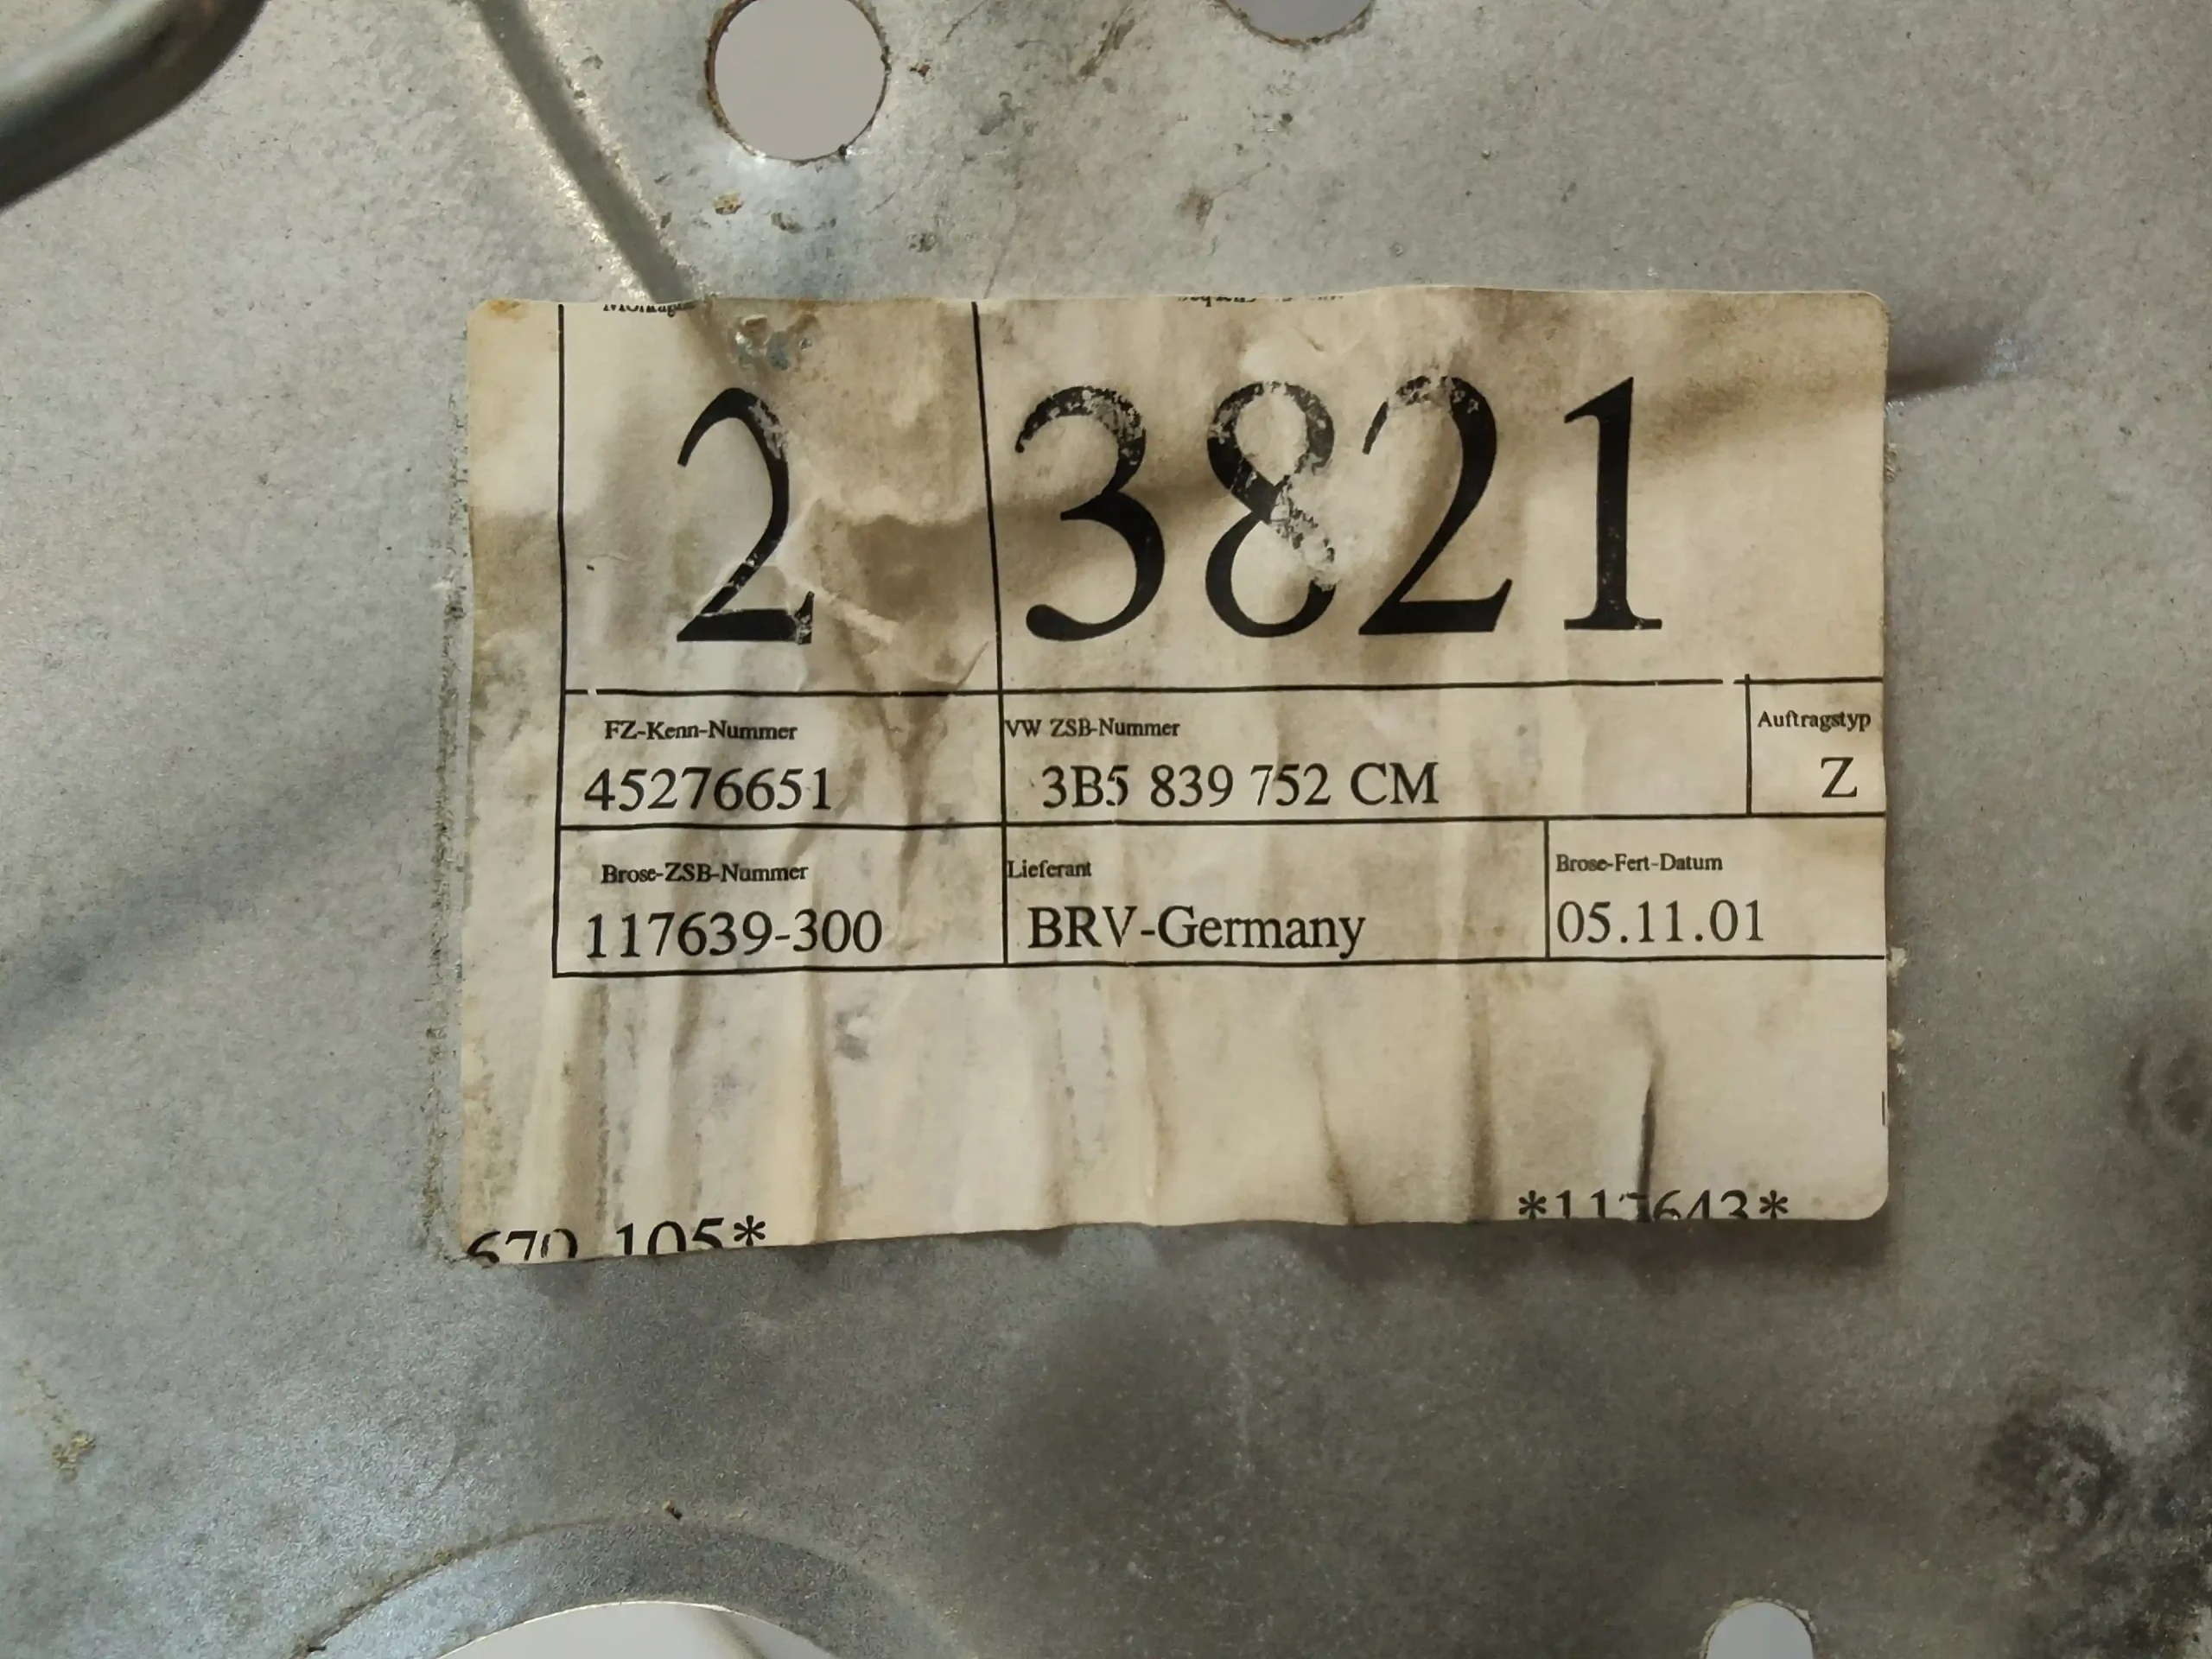 2 3821
FZ-Kenn-Nummer VW ZSB-Nummer Auftragstyp
45276651 3B5 839 752 CM Z
Brose-ZSB-Nummer Lieferant Brose-Fert-Datum
117639-300 BRV-Germany 05.11.01
105*